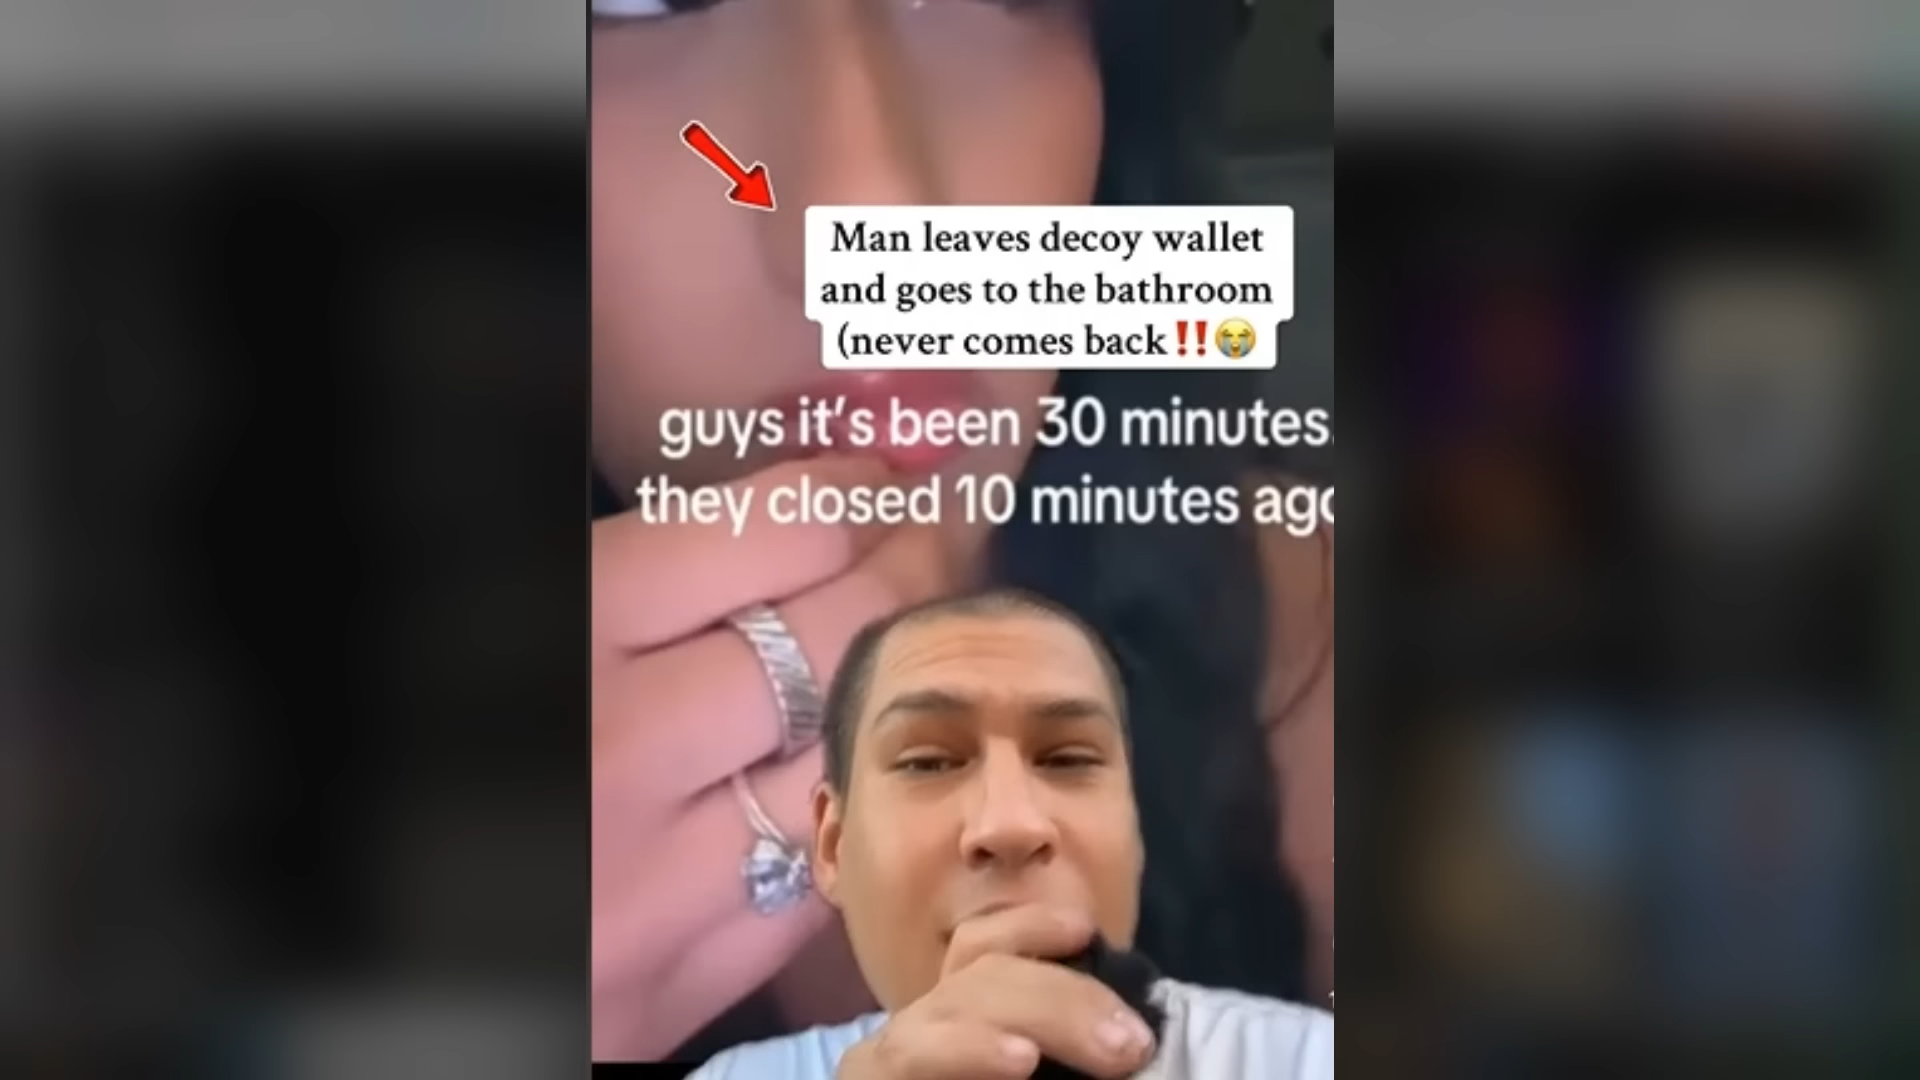 Man leaves decoy wallet
and goes to the bathroom
(never comes back‼️😭
guys it's been 30 minutes.
they closed 10 minutes ago